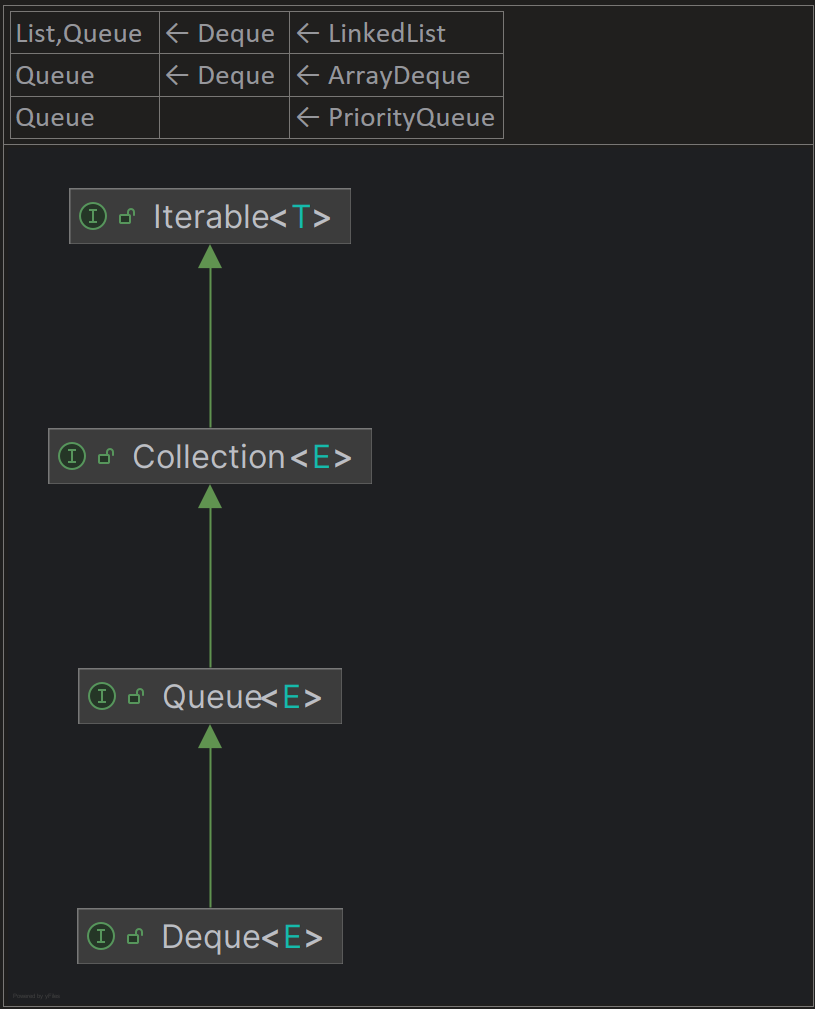 List,Queue ← Deque ← LinkedList
Queue ← Deque ← ArrayDeque
Queue ← PriorityQueue
I Iterable<T>
I Collection<E>
I Queue<E>
I Deque<E>
Powered by yFiles